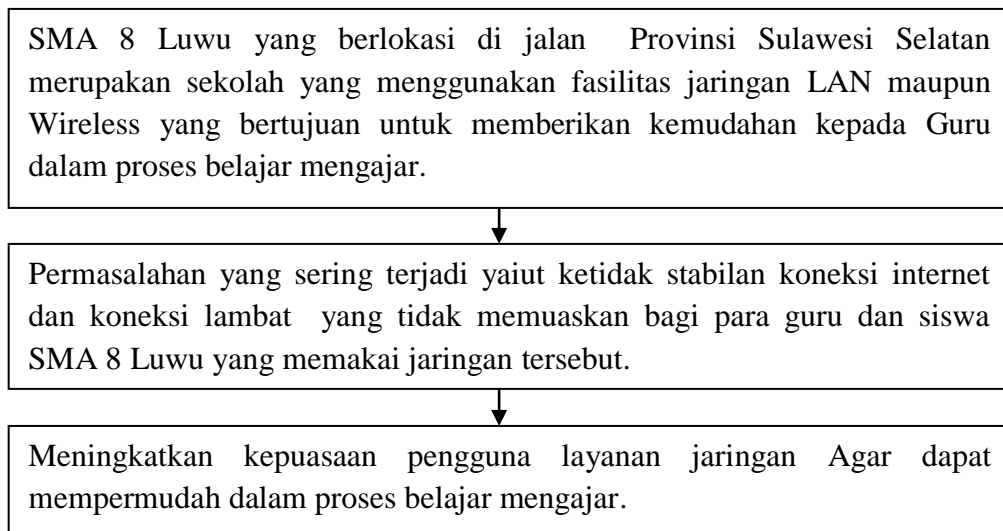 SMA 8 Luwu yang berlokasi di jalan Provinsi Sulawesi Selatan
merupakan sekolah yang menggunakan fasilitas jaringan LAN maupun
Wireless yang bertujuan untuk memberikan kemudahan kepada Guru
dalam proses belajar mengajar.
Permasalahan yang sering terjadi yaiut ketidak stabilan koneksi internet
dan koneksi lambat yang tidak memuaskan bagi para guru dan siswa
SMA 8 Luwu yang memakai jaringan tersebut.
Meningkatkan kepuasaan pengguna layanan jaringan Agar dapat
mempermudah dalam proses belajar mengajar.